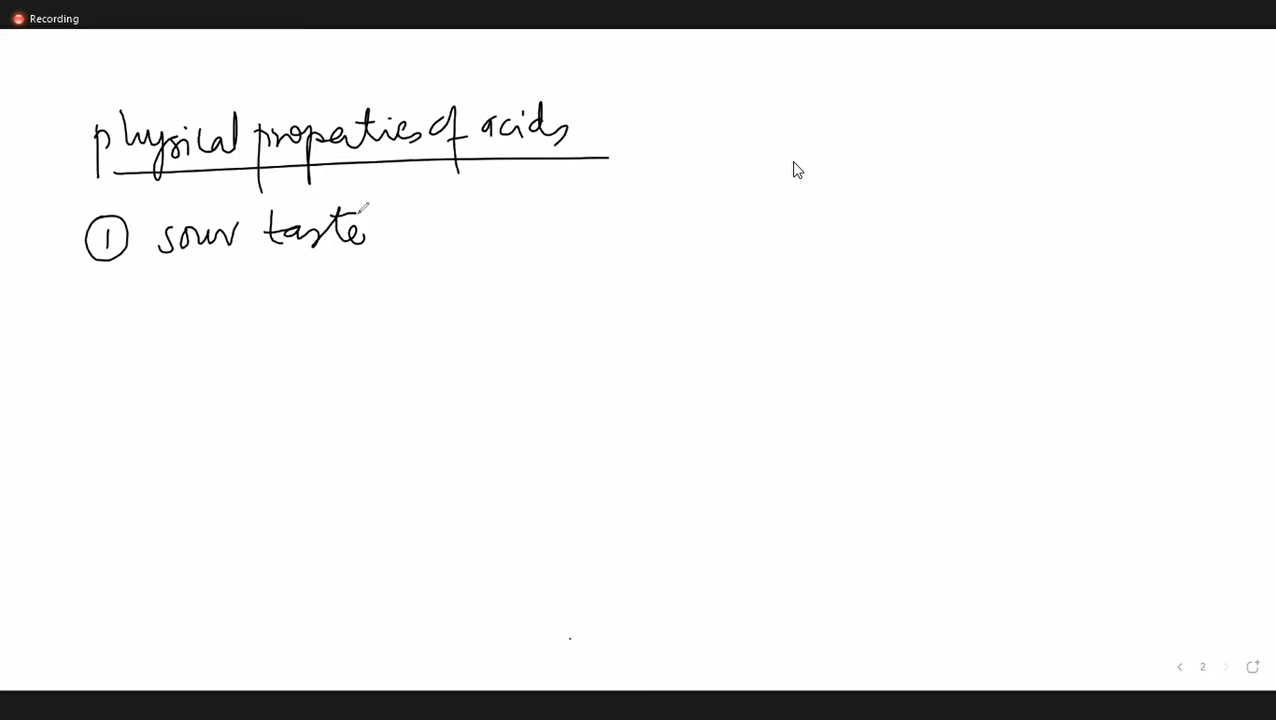 Recording
physical properties of acids
① sour taste
2